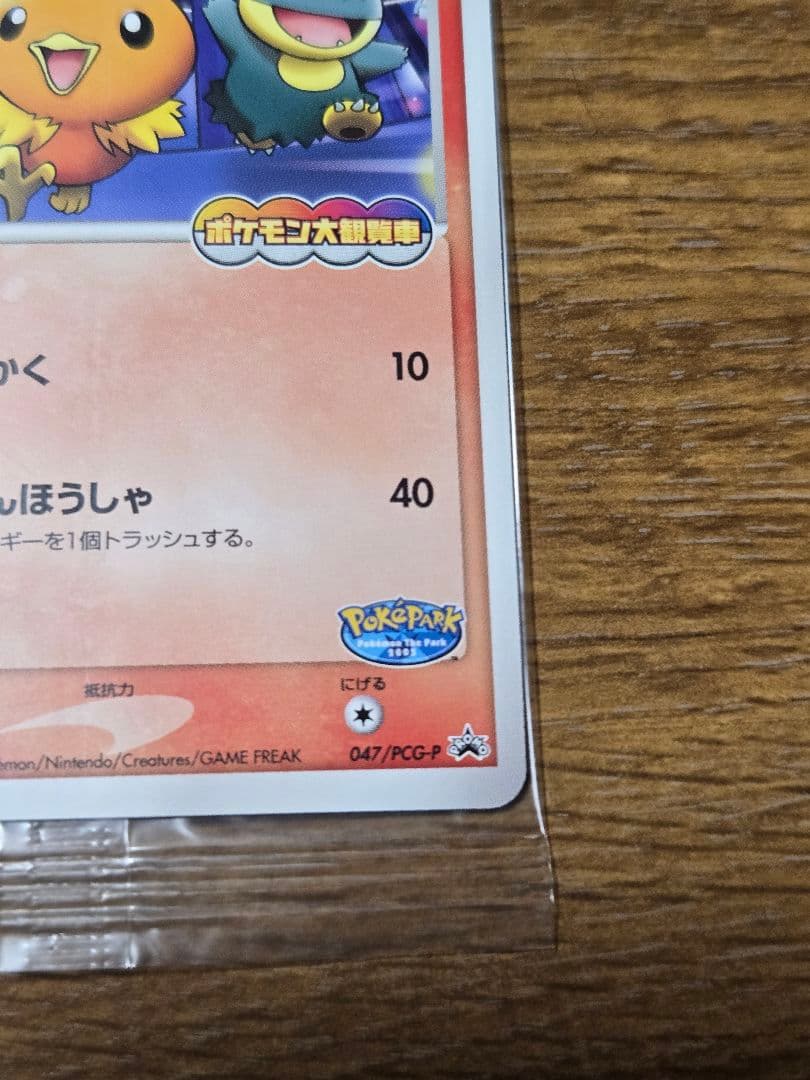 ポケモン大観覧車
かく 10
んほうしゃ 40
ギーを1個トラッシュする。
POKéPARK
Pokémon The Park
2005
抵抗力 にげる
emon/Nintendo/Creatures/GAME FREAK 047/PCG-P
PROMO